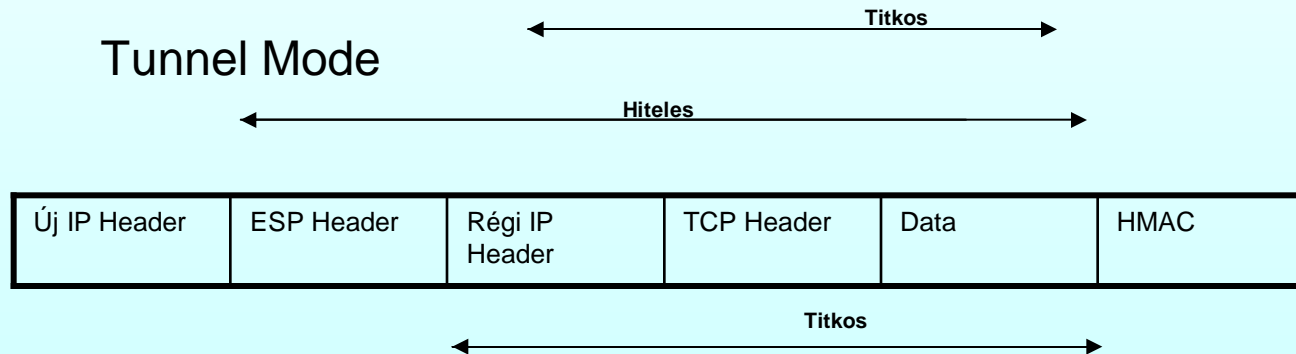 Titkos
Tunnel Mode
Hiteles
Új IP Header
ESP Header
Régi IP
Header
TCP Header
Data
HMAC
Titkos